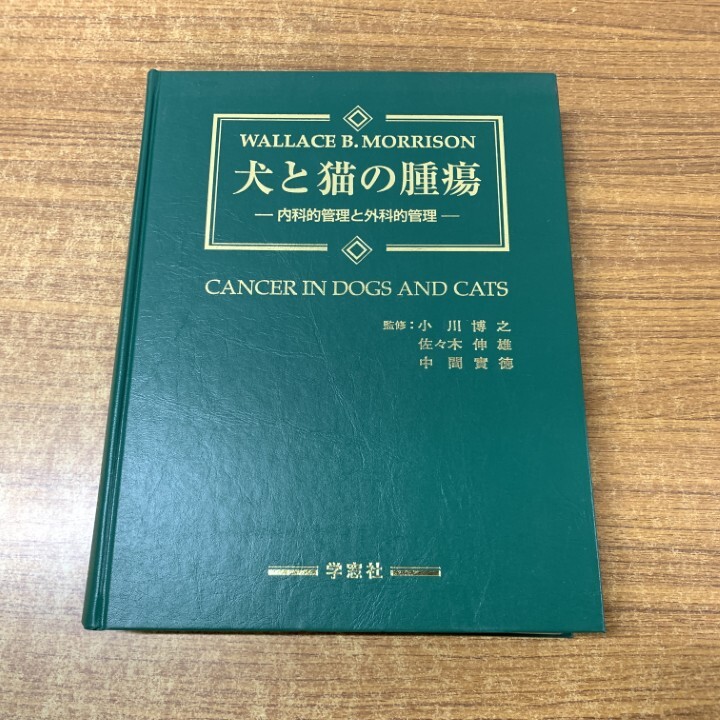 WALLACE B. MORRISON
犬と猫の腫瘍
― 内科的管理と外科的管理 ―
CANCER IN DOGS AND CATS
監修：小川博之
佐々木伸雄
中間實徳
学窓社